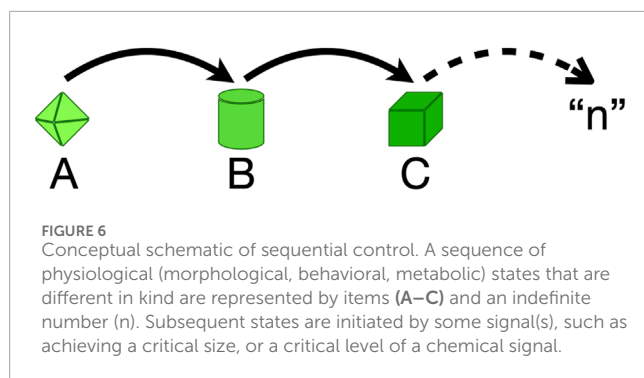 “n”
A B C
FIGURE 6
Conceptual schematic of sequential control. A sequence of
physiological (morphological, behavioral, metabolic) states that are
different in kind are represented by items (A–C) and an indefinite
number (n). Subsequent states are initiated by some signal(s), such as
achieving a critical size, or a critical level of a chemical signal.